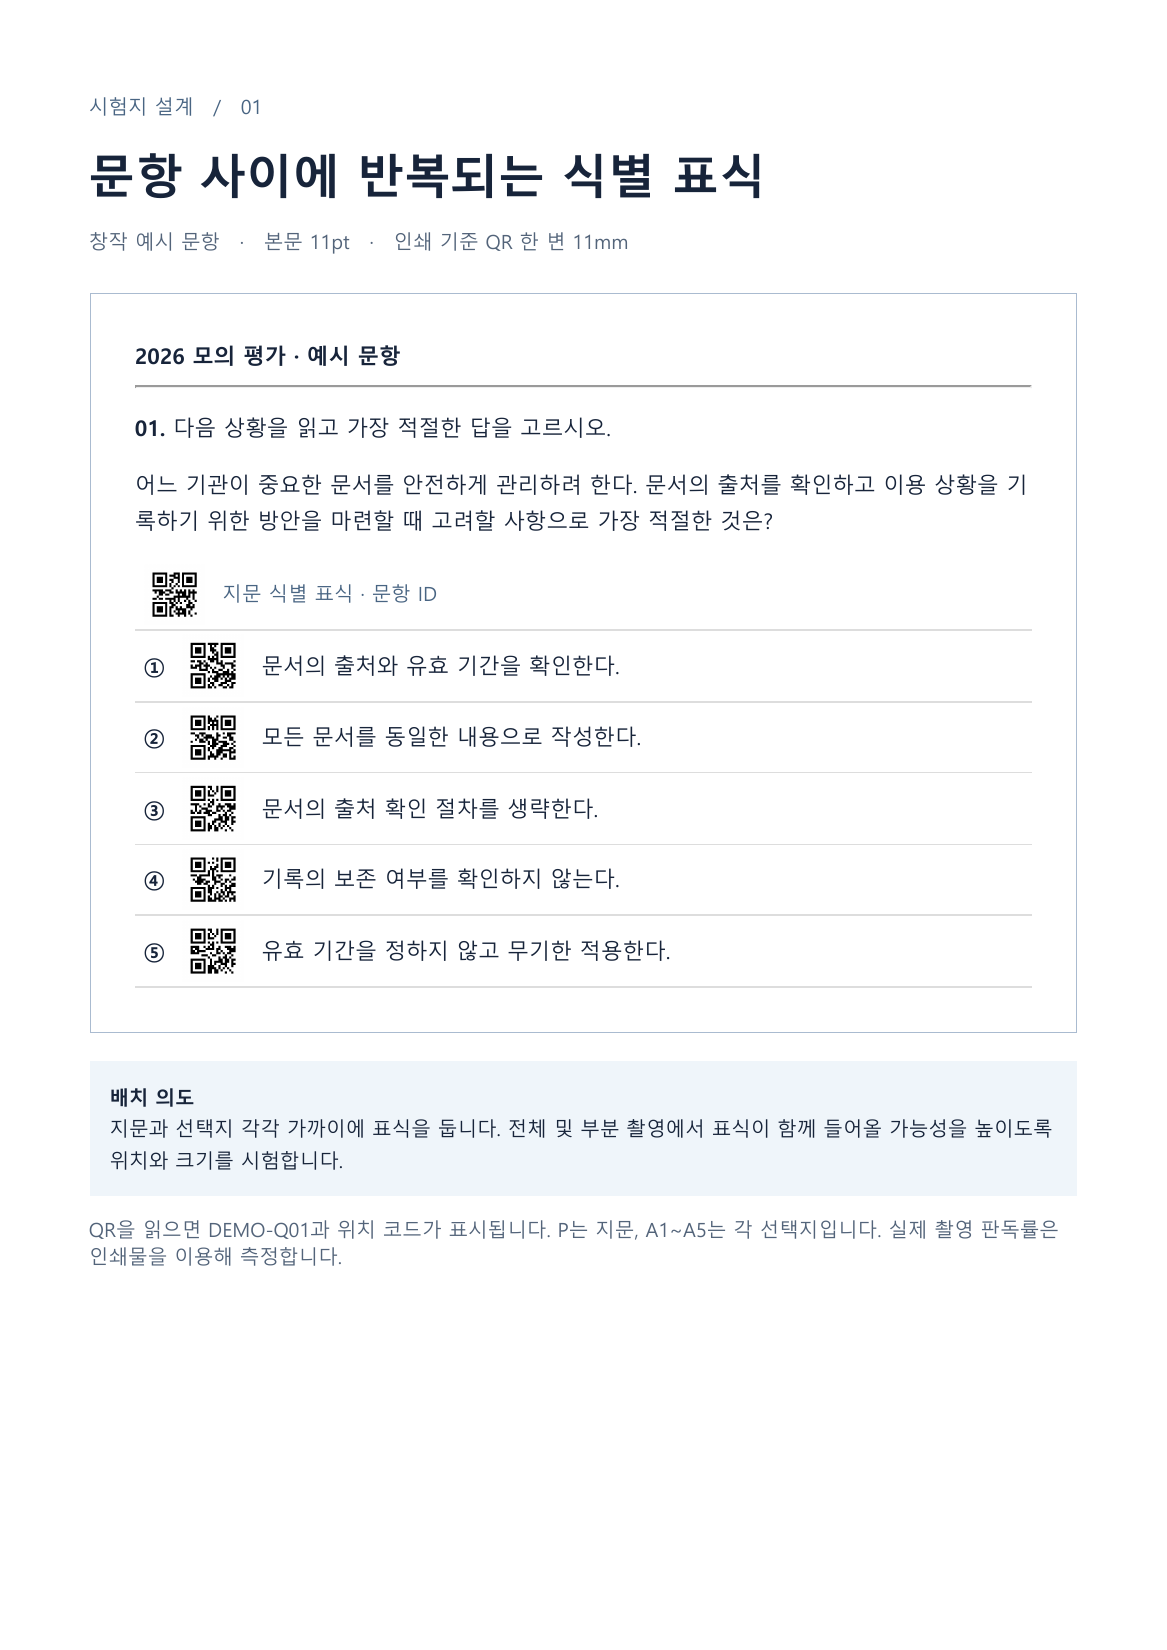 시험지 설계 / 01
문항 사이에 반복되는 식별 표식
창작 예시 문항 · 본문 11pt · 인쇄 기준 QR 한 변 11mm
2026 모의 평가 · 예시 문항
01. 다음 상황을 읽고 가장 적절한 답을 고르시오.
어느 기관이 중요한 문서를 안전하게 관리하려 한다. 문서의 출처를 확인하고 이용 상황을 기
록하기 위한 방안을 마련할 때 고려할 사항으로 가장 적절한 것은?
지문 식별 표식 · 문항 ID
① 문서의 출처와 유효 기간을 확인한다.
② 모든 문서를 동일한 내용으로 작성한다.
③ 문서의 출처 확인 절차를 생략한다.
④ 기록의 보존 여부를 확인하지 않는다.
⑤ 유효 기간을 정하지 않고 무기한 적용한다.
배치 의도
지문과 선택지 각각 가까이에 표식을 둡니다. 전체 및 부분 촬영에서 표식이 함께 들어올 가능성을 높이도록
위치와 크기를 시험합니다.
QR을 읽으면 DEMO-Q01과 위치 코드가 표시됩니다. P는 지문, A1~A5는 각 선택지입니다. 실제 촬영 판독률은
인쇄물을 이용해 측정합니다.